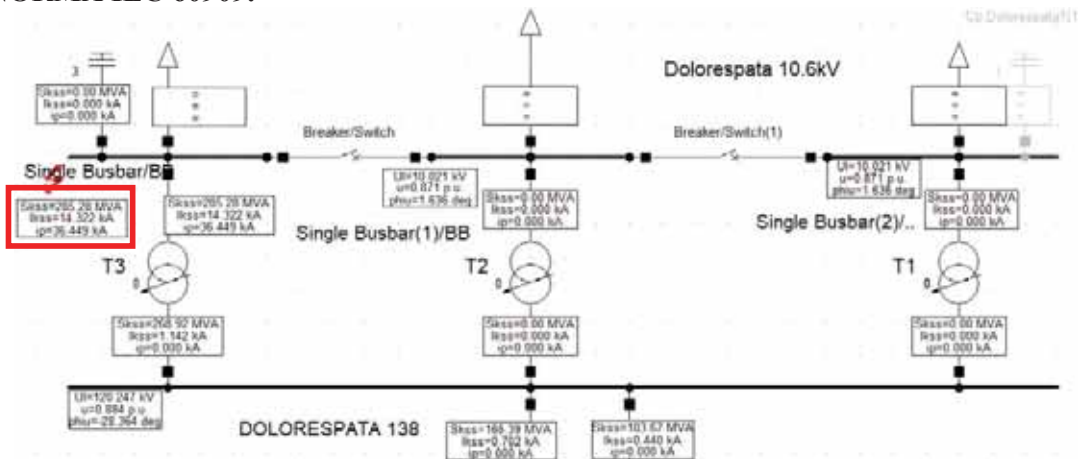 NORMA IEC 60909.
Skss=0.00 MVA
Ikss=0.000 kA
ip=0.000 kA
Dolorespata 10.6kV
Breaker/Switch
Breaker/Switch(1)
Single Busbar/B
Ul=10.021 kV
u=0.871 p.u.
phiu=1.636 deg
Ul=10.021 kV
u=0.871 p.u.
phiu=1.636 deg
Skss=285.28 MVA
Ikss=14.322 kA
ip=36.449 kA
Skss=285.28 MVA
Ikss=14.322 kA
ip=36.449 kA
Skss=0.00 MVA
Ikss=0.000 kA
ip=0.000 kA
Skss=0.00 MVA
Ikss=0.000 kA
ip=0.000 kA
Single Busbar(1)/BB
Single Busbar(2)/..
T3
T2
T1
0
0
0
Skss=268.92 MVA
Ikss=1.142 kA
ip=0.000 kA
Skss=0.00 MVA
Ikss=0.000 kA
ip=0.000 kA
Skss=0.00 MVA
Ikss=0.000 kA
ip=0.000 kA
Ul=120.247 kV
u=0.884 p.u.
phiu=-28.364 deg
DOLORESPATA 138
Skss=166.39 MVA
Ikss=0.702 kA
ip=0.000 kA
Skss=103.67 MVA
Ikss=0.440 kA
ip=0.000 kA